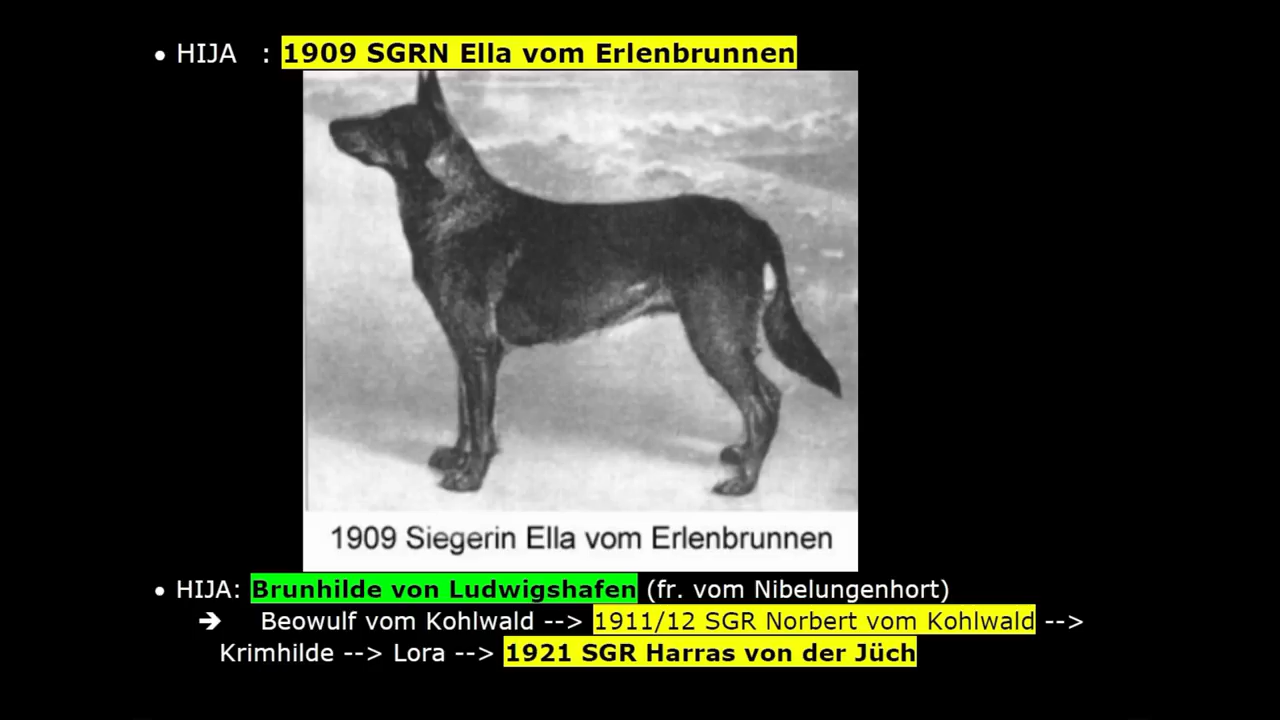 • HIJA : 1909 SGRN Ella vom Erlenbrunnen
1909 Siegerin Ella vom Erlenbrunnen
• HIJA: Brunhilde von Ludwigshafen (fr. vom Nibelungenhort)
➔ Beowulf vom Kohlwald --> 1911/12 SGR Norbert vom Kohlwald -->
Krimhilde --> Lora --> 1921 SGR Harras von der Jüch